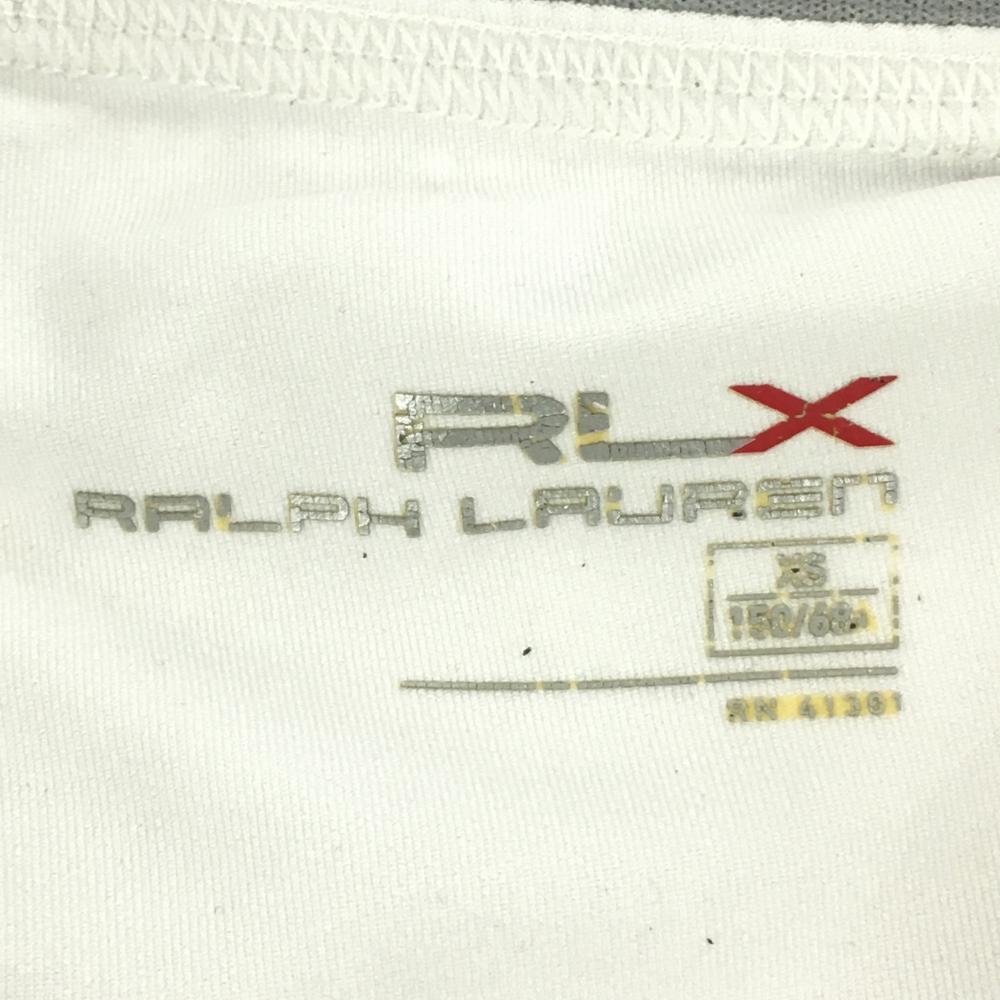 RLX
RALPH LAUREN
XS
150/68A
RN 41381